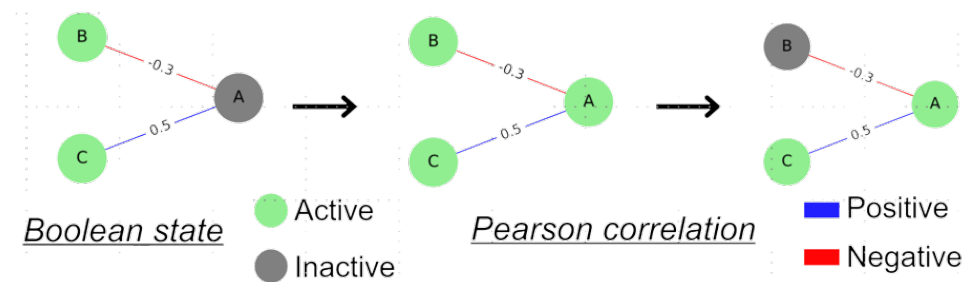 B
-0.3
A
0.5
C
B
-0.3
A
0.5
C
B
-0.3
A
0.5
C
Boolean state
Active
Inactive
Pearson correlation
Positive
Negative